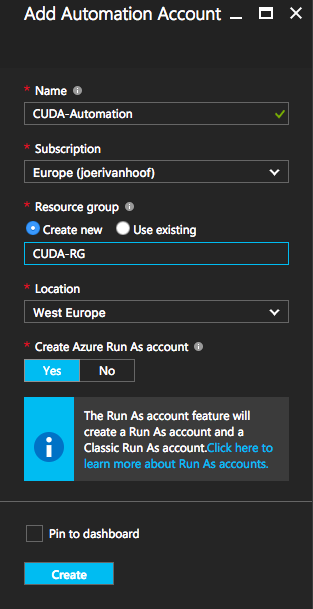 Add Automation Account
* Name
CUDA-Automation
* Subscription
Europe (joerivanhoof)
* Resource group
Create new Use existing
CUDA-RG
* Location
West Europe
* Create Azure Run As account
Yes No
The Run As account feature will
create a Run As account and a
Classic Run As account.Click here to
learn more about Run As accounts.
Pin to dashboard
Create